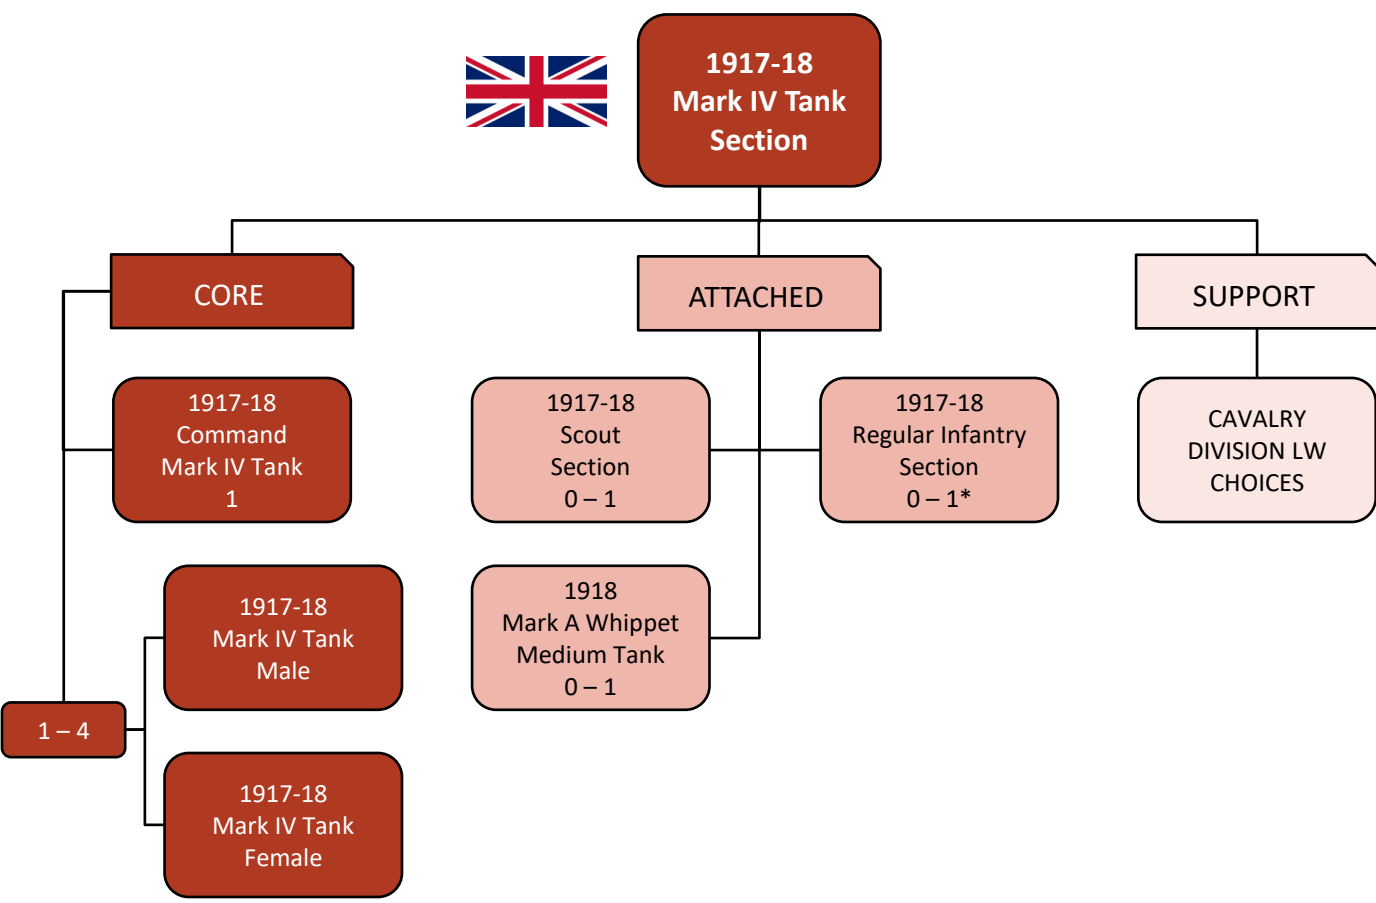 1917-18
Mark IV Tank
Section
CORE
ATTACHED
SUPPORT
1917-18
Command
Mark IV Tank
1
1917-18
Scout
Section
0 – 1
1917-18
Regular Infantry
Section
0 – 1*
CAVALRY
DIVISION LW
CHOICES
1917-18
Mark IV Tank
Male
1918
Mark A Whippet
Medium Tank
0 – 1
1 – 4
1917-18
Mark IV Tank
Female